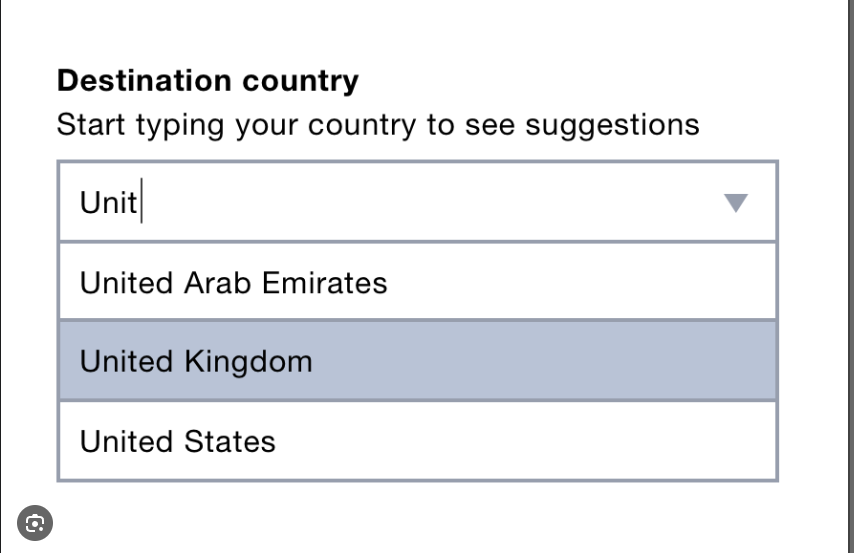 Destination country
Start typing your country to see suggestions
Unit
United Arab Emirates
United Kingdom
United States